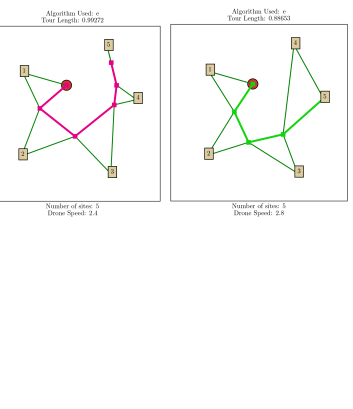 Algorithm Used: e
Tour Length: 0.99272
5
1
4
2
3
Number of sites: 5
Drone Speed: 2.4
Algorithm Used: e
Tour Length: 0.88653
4
1
5
2
3
Number of sites: 5
Drone Speed: 2.8